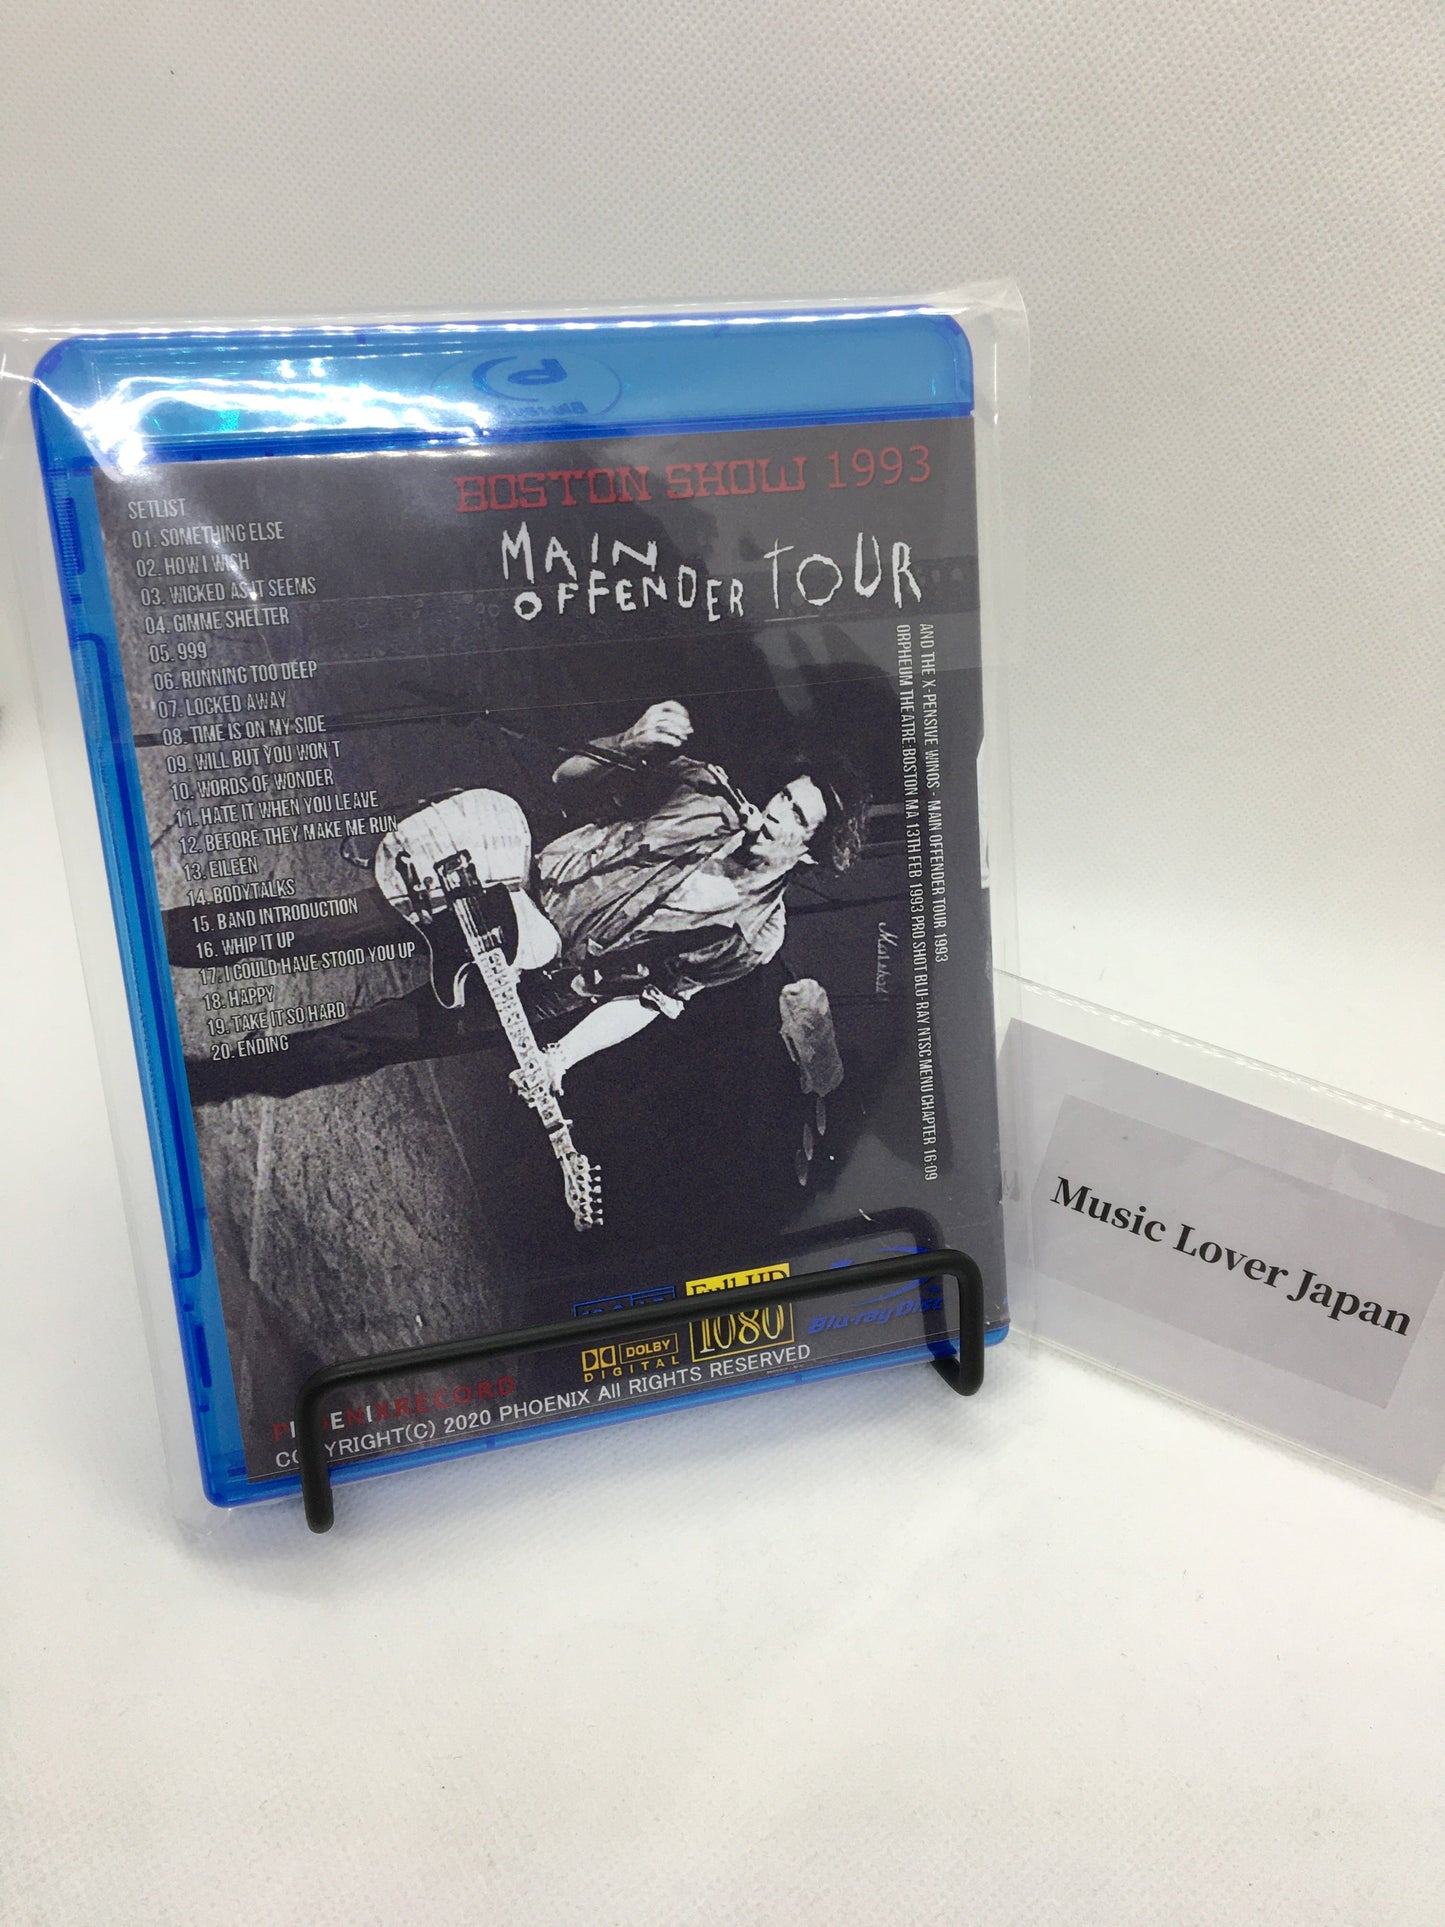 BOSTON SHOW 1993
MAIN
OFFENDER TOUR
SETLIST
01. SOMETHING ELSE
02. HOW I WISH
03. WICKED AS IT SEEMS
04. GIMME SHELTER
05. 999
06. RUNNING TOO DEEP
07. LOCKED AWAY
08. TIME IS ON MY SIDE
09. WILL BUT YOU WON'T
10. WORDS OF WONDER
11. HATE IT WHEN YOU LEAVE
12. BEFORE THEY MAKE ME RUN
13. EILEEN
14. BODYTALKS
15. BAND INTRODUCTION
16. WHIP IT UP
17. I COULD HAVE STOOD YOU UP
18. HAPPY
19. TAKE IT SO HARD
20. ENDING
AND THE X-PENSIVE WINOS - MAIN OFFENDER TOUR 1993
ORPHEUM THEATRE:BOSTON MA 13TH FEB 1993 PRO SHOT BLU-RAY NTSC MENU CHAPTER 16:09
Full HD
1080
Blu-ray Disc
DOLBY
DIGITAL
PHOENIXRECORD
COPYRIGHT(C) 2020 PHOENIX All RIGHTS RESERVED
Music Lover Japan